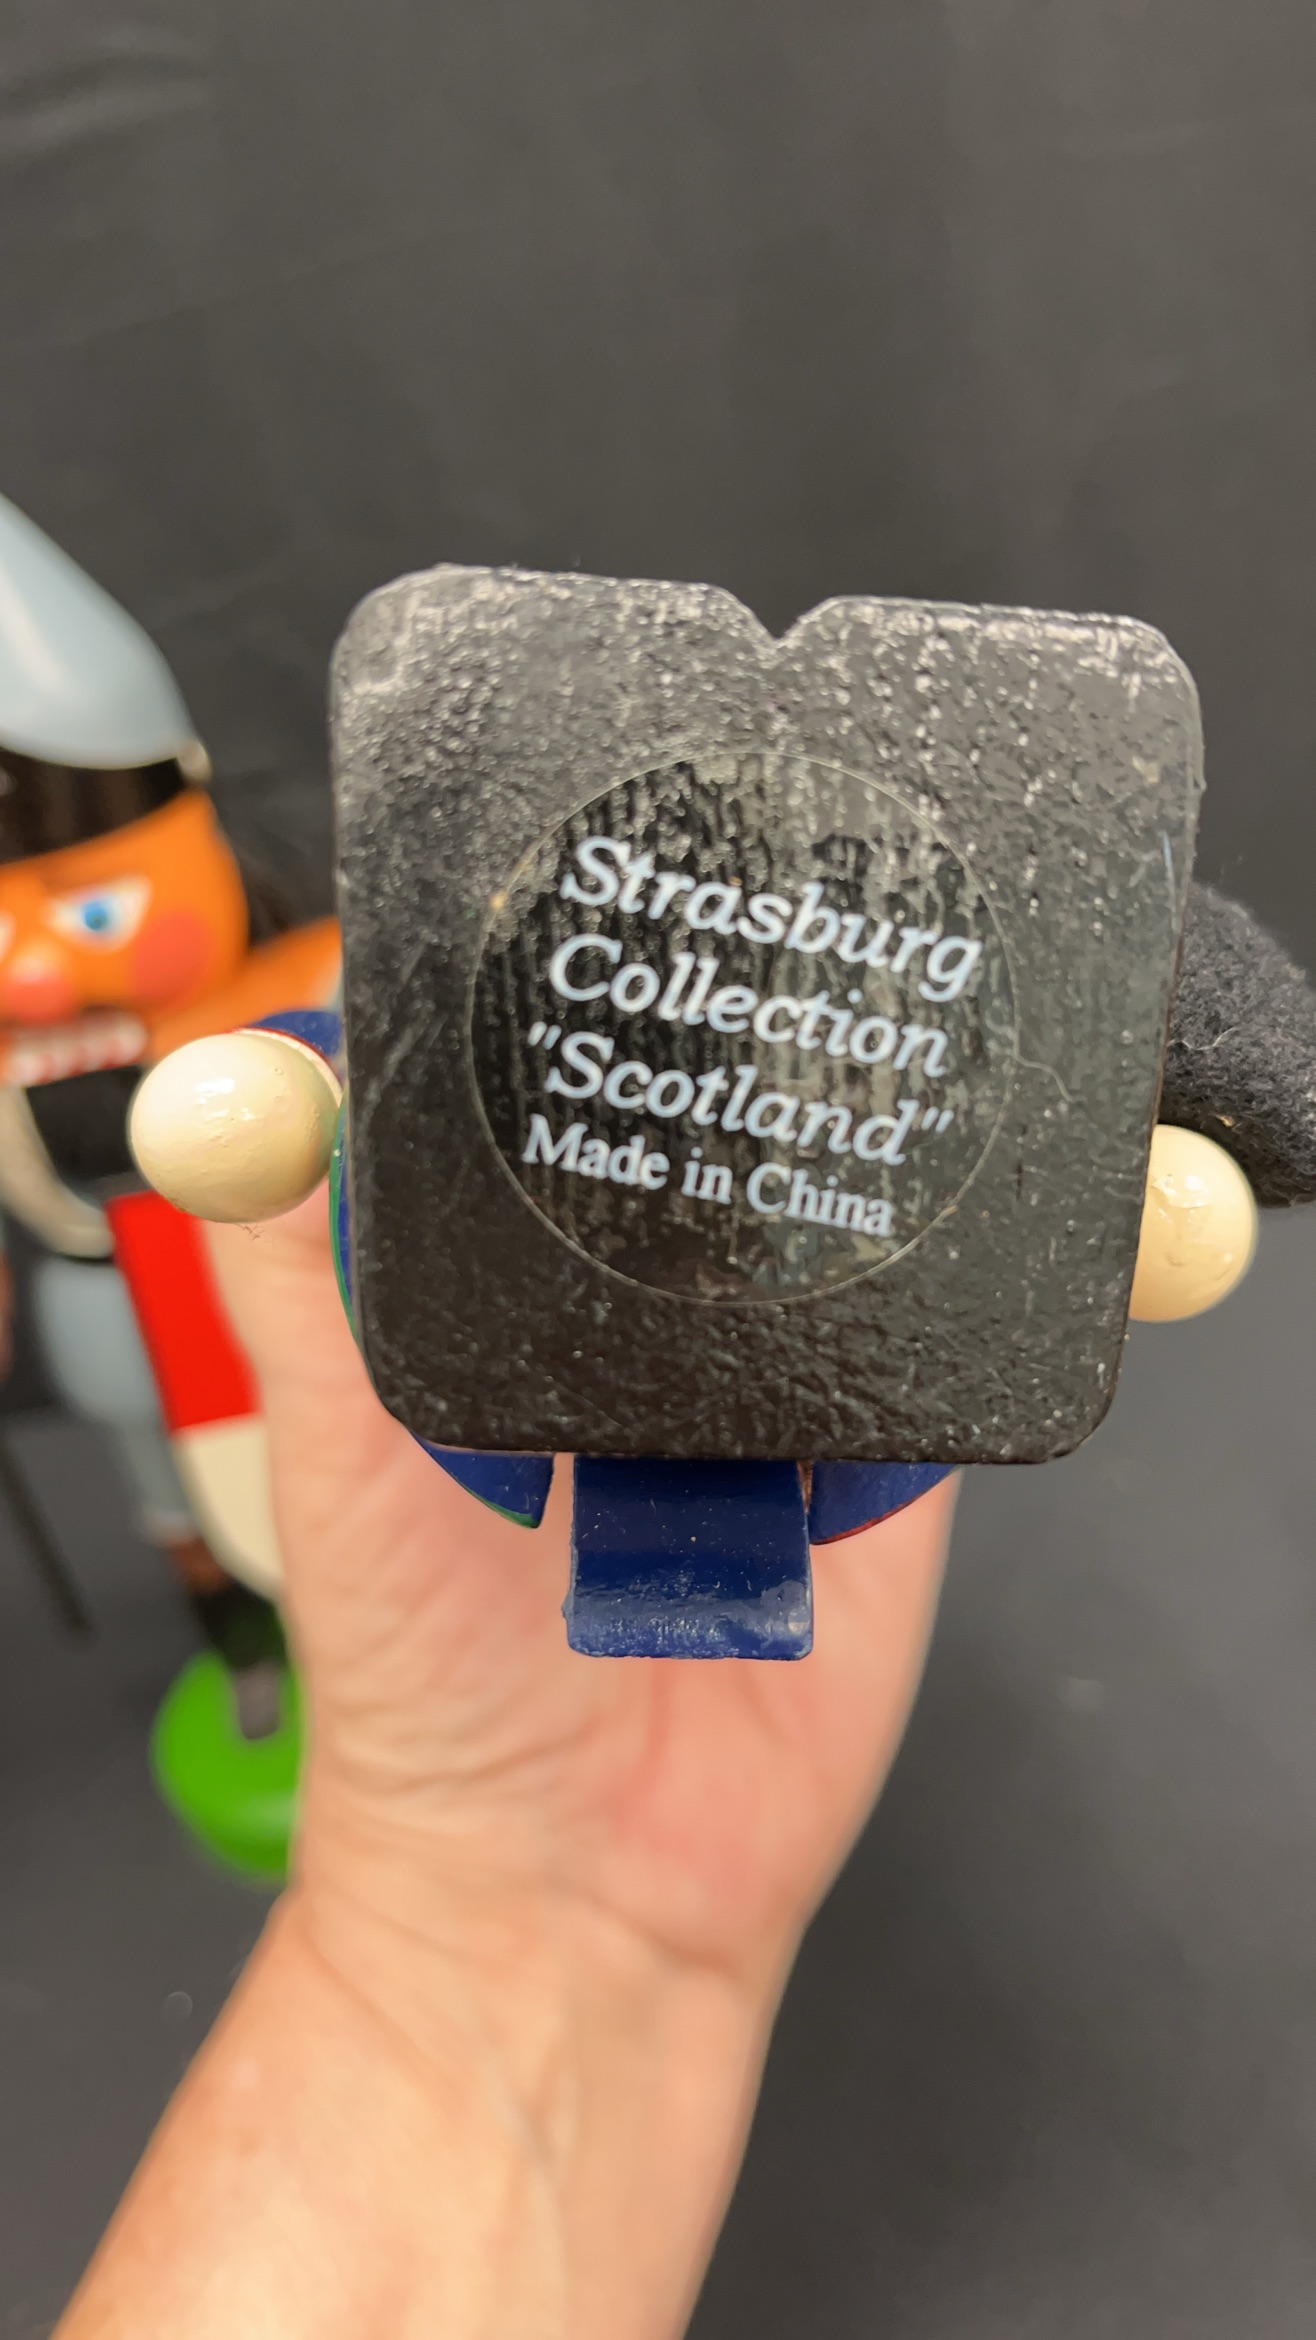 Strasburg
Collection
"Scotland"
Made in China